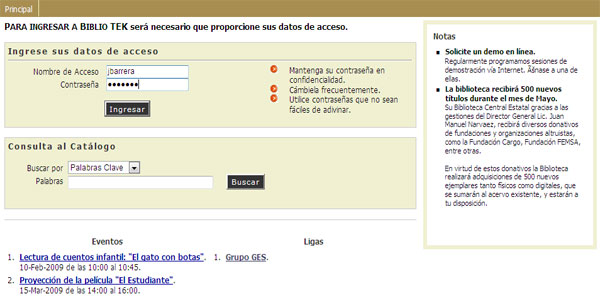 Principal
PARA INGRESAR A BIBLIO TEK será necesario que proporcione sus datos de acceso.
Ingrese sus datos de acceso
Nombre de Acceso jbarrera
Contraseña •••••••
Ingresar
Mantenga su contraseña en
confidencialidad.
Cámbiela frecuentemente.
Utilice contraseñas que no sean
fáciles de adivinar.
Consulta al Catálogo
Buscar por Palabras Clave
Palabras
Buscar
Eventos
1. Lectura de cuentos infantil: "El gato con botas".
10-Feb-2009 de las 10:00 al 10:45.
2. Proyección de la película "El Estudiante".
15-Mar-2009 de las 14:00 al 16:00.
Ligas
1. Grupo GES.
Notas
Solicite un demo en línea.
Regularmente programamos sesiones de
demostración vía Internet. Ásnase a una
de ellas.
La biblioteca recibirá 500 nuevos
títulos durante el mes de Mayo.
Su Biblioteca Central Estatal gracias a las
gestiones del Director General Lic. Juan
Manuel Narvaez, recibirá diversos donativos
de fundaciones y organizaciones altruistas,
como la Fundación Cargo, Fundación FEMSA,
entre otras.
En virtud de estos donativos la Biblioteca
realizará adquisiciones de 500 nuevos
ejemplares tanto físicos como digitales, que
se sumarán al acervo existente, y estarán a
tu disposición.